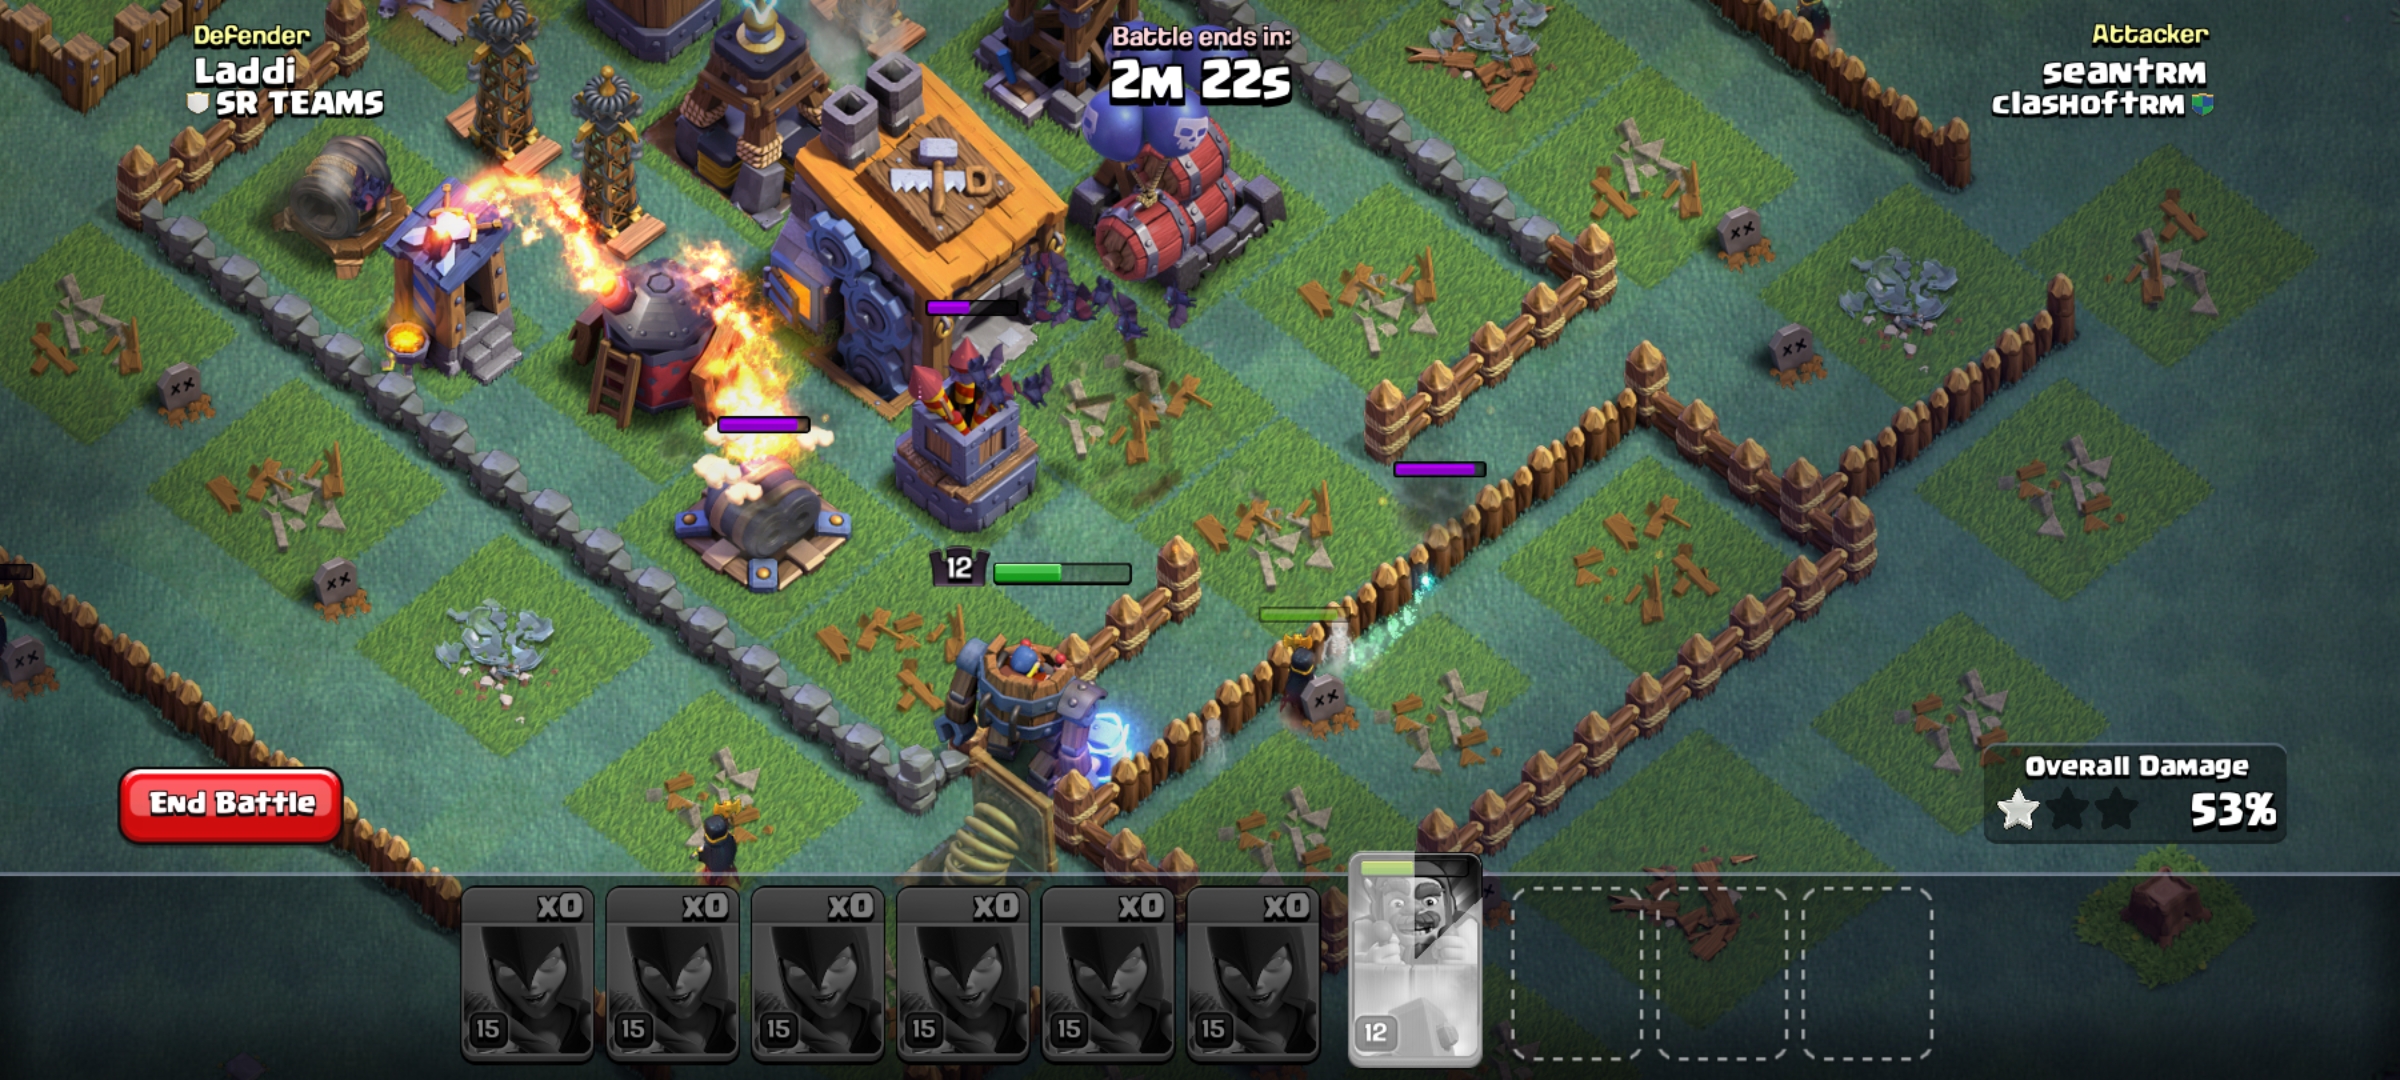 Defender
Laddi
SR TEAMS
Battle ends in:
2M 22s
Attacker
seantRM
clashoftRM
12
End Battle
Overall Damage
53%
x0
x0
x0
x0
x0
x0
15
15
15
15
15
15
12